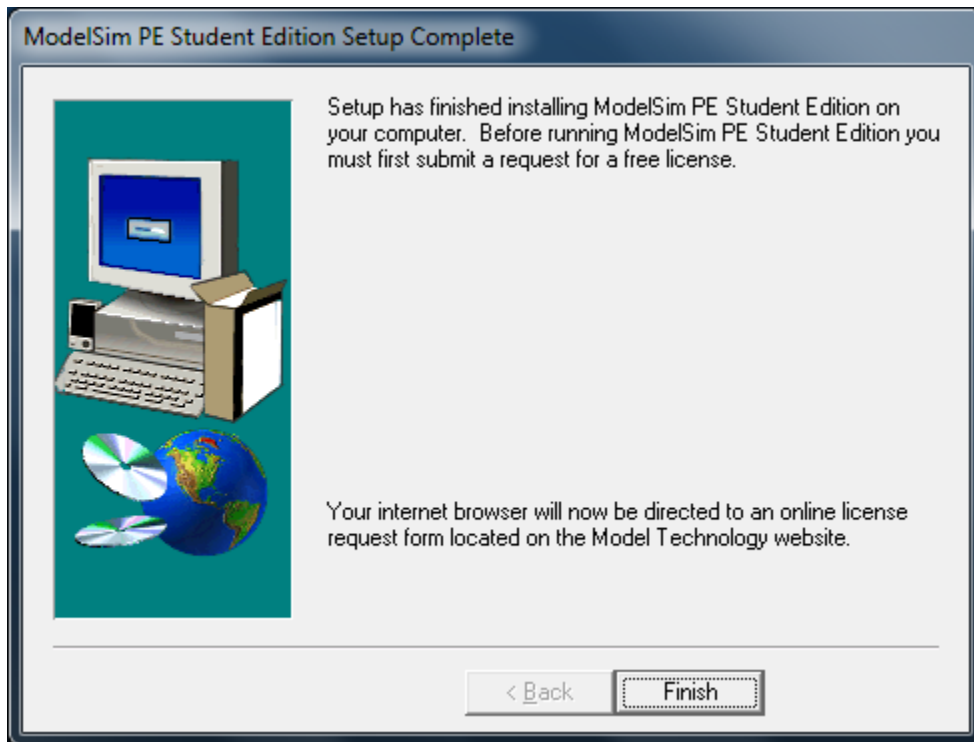 ModelSim PE Student Edition Setup Complete
Setup has finished installing ModelSim PE Student Edition on
your computer.  Before running ModelSim PE Student Edition you
must first submit a request for a free license.
Your internet browser will now be directed to an online license
request form located on the Model Technology website.
< Back
Finish